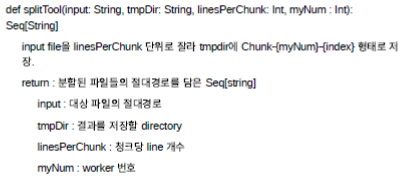 def splitTool(input: String, tmpDir: String, linesPerChunk: Int, myNum : Int):
Seq[String]
input file을 linesPerChunk 단위로 잘라 tmpdir에 Chunk-{myNum}-{index} 형태로 저
장.
return : 분할된 파일들의 절대경로를 담은 Seq[string]
input : 대상 파일의 절대경로
tmpDir : 결과를 저장할 directory
linesPerChunk : 청크당 line 개수
myNum : worker 번호